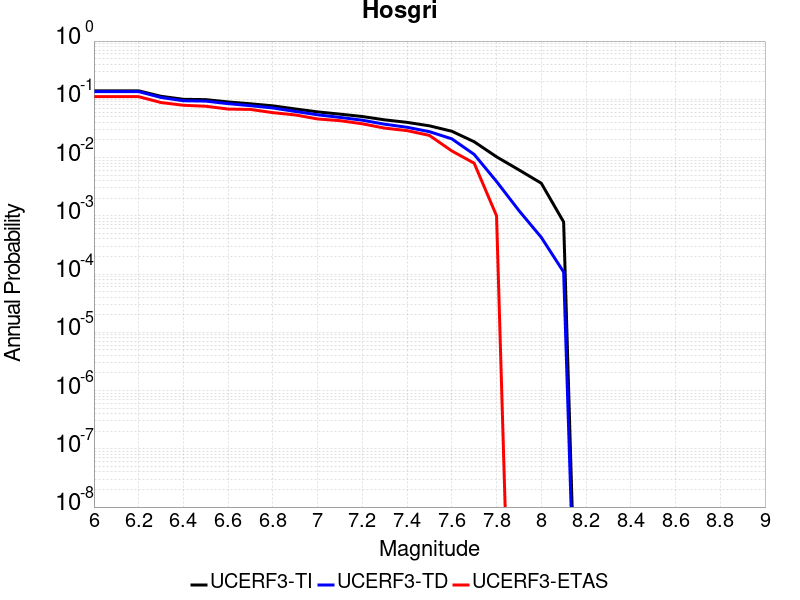 Hosgri
10^0
10^-1
10^-2
10^-3
10^-4
10^-5
10^-6
10^-7
10^-8
Annual Probability
6 6.2 6.4 6.6 6.8 7 7.2 7.4 7.6 7.8 8 8.2 8.4 8.6 8.8 9
Magnitude
UCERF3-TI UCERF3-TD UCERF3-ETAS